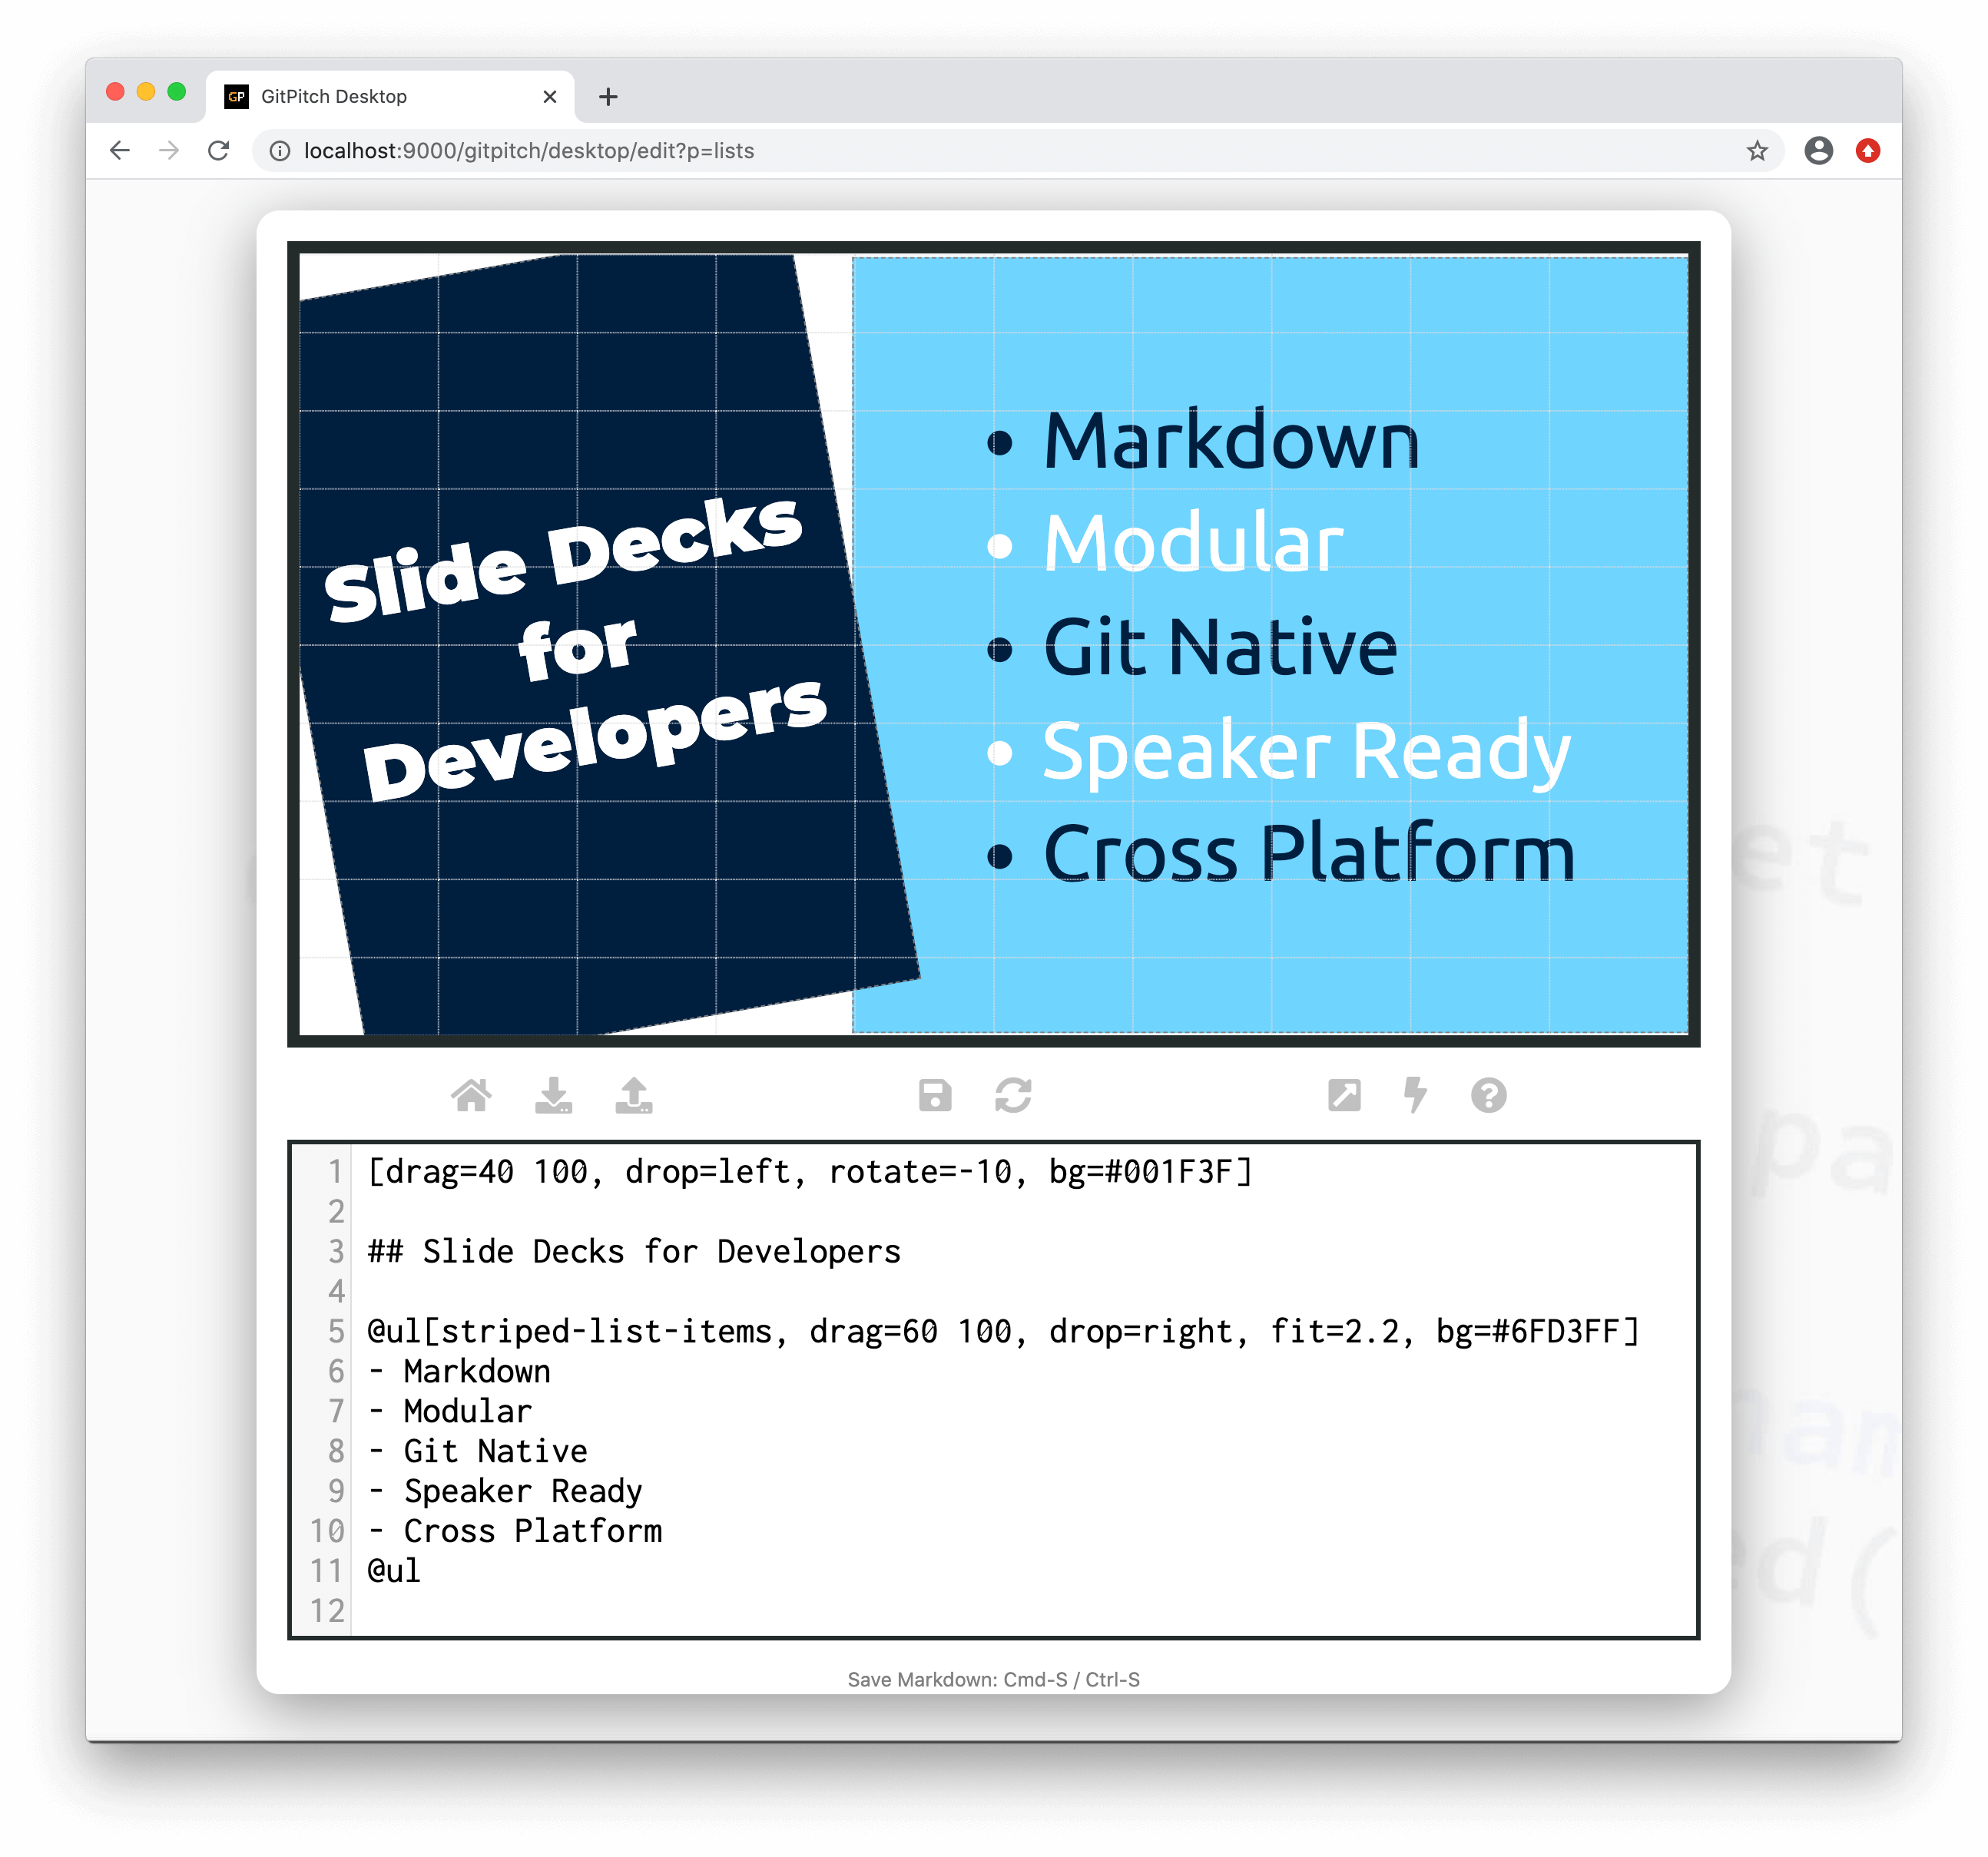 GP GitPitch Desktop
localhost:9000/gitpitch/desktop/edit?p=lists
Slide Decks
for
Developers
• Markdown
• Modular
• Git Native
• Speaker Ready
• Cross Platform
1 [drag=40 100, drop=left, rotate=-10, bg=#001F3F]
2
3 ## Slide Decks for Developers
4
5 @ul[striped-list-items, drag=60 100, drop=right, fit=2.2, bg=#6FD3FF]
6 - Markdown
7 - Modular
8 - Git Native
9 - Speaker Ready
10 - Cross Platform
11 @ul
12
Save Markdown: Cmd-S / Ctrl-S